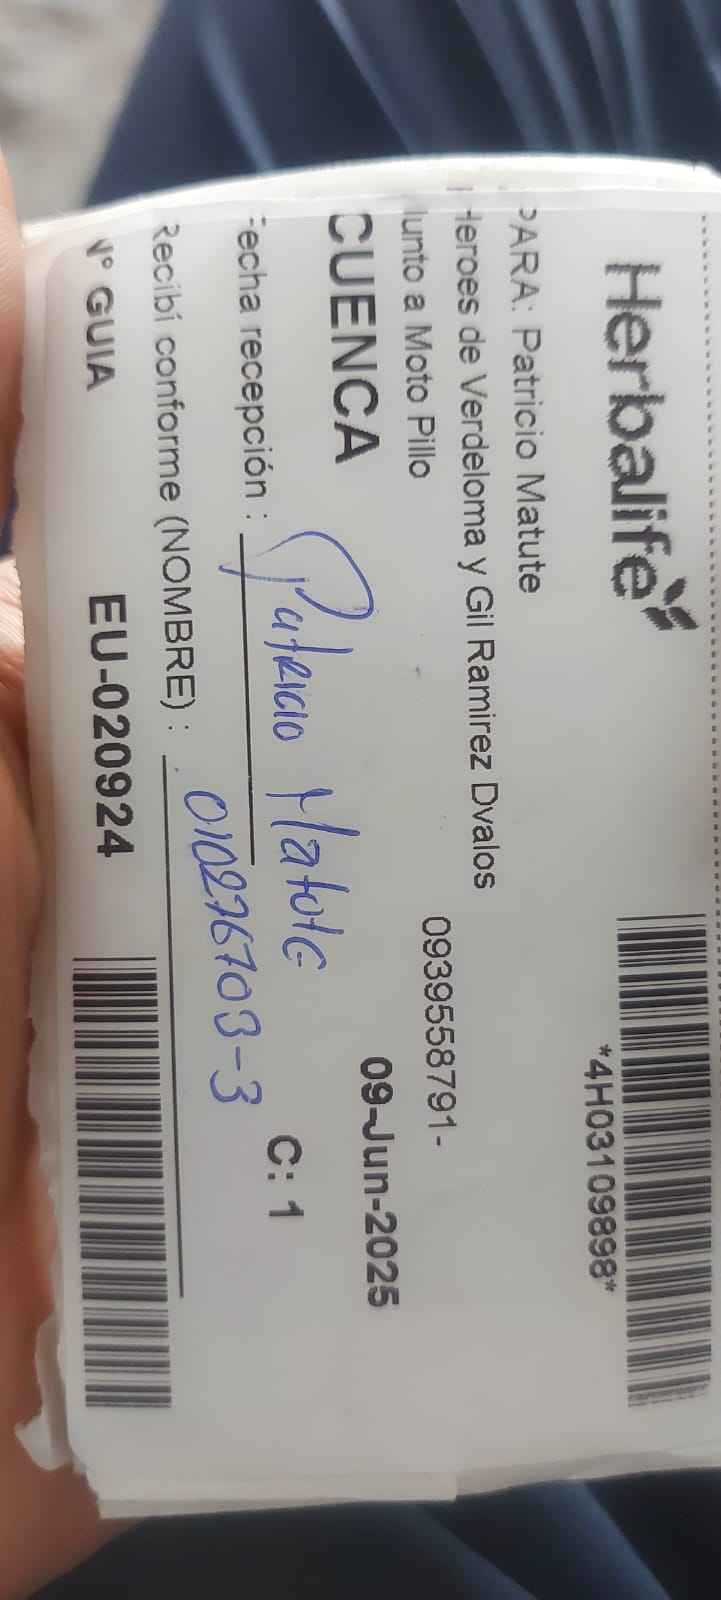 Herbalife
*4H03109898*
PARA: Patricio Matute
Heroes de Verdeloma y Gil Ramirez Dvalos
Junto a Moto Pillo
0939558791-
CUENCA
09-Jun-2025
Fecha recepción :
Patricio Matute
C: 1
Recibí conforme (NOMBRE) :
010276703-3
N° GUIA
EU-020924